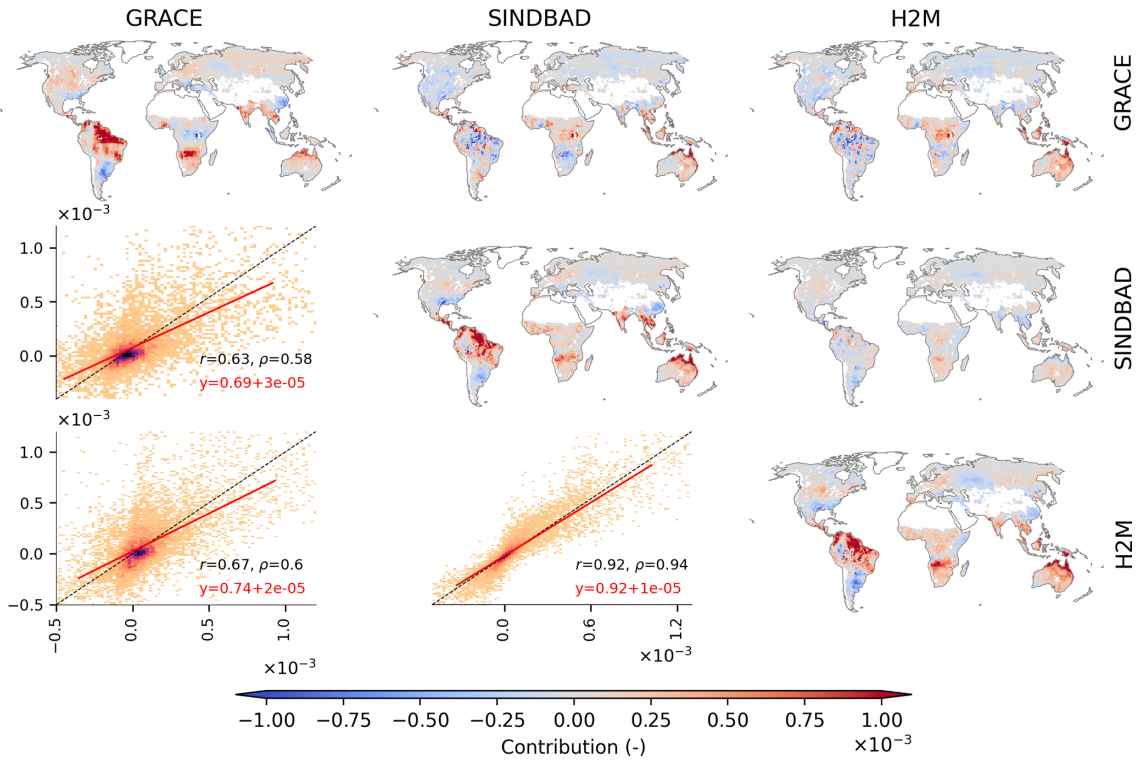 GRACE
SINDBAD
H2M
GRACE
×10⁻³
1.0
0.5
0.0
r=0.63, ρ=0.58
y=0.69+3e-05
SINDBAD
×10⁻³
1.0
0.5
0.0
−0.5
r=0.67, ρ=0.6
y=0.74+2e-05
−0.5
0.0
0.5
1.0
×10⁻³
r=0.92, ρ=0.94
y=0.92+1e-05
0.0
0.6
1.2
×10⁻³
H2M
−1.00 −0.75 −0.50 −0.25 0.00 0.25 0.50 0.75 1.00
Contribution (-)
×10⁻³